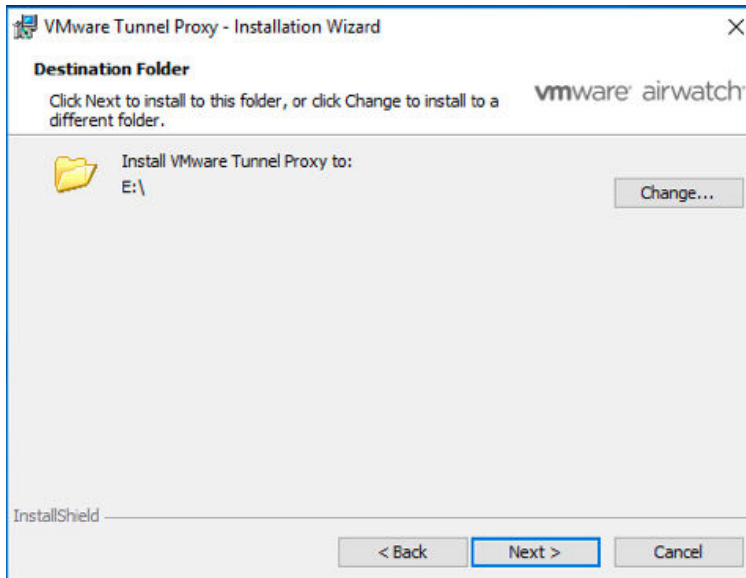 VMware Tunnel Proxy - Installation Wizard
Destination Folder
Click Next to install to this folder, or click Change to install to a
different folder.
vmware airwatch
Install VMware Tunnel Proxy to:
E:\
Change...
InstallShield
< Back
Next >
Cancel